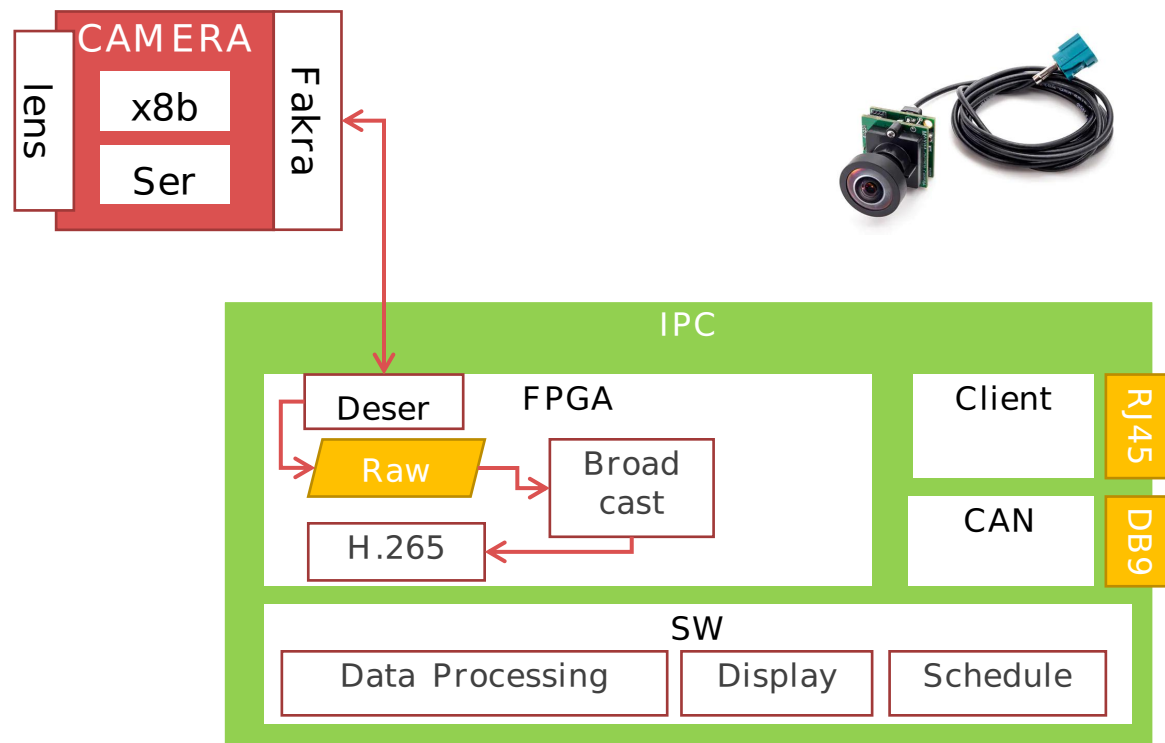 CAMERA
lens
x8b
Ser
Fakra
IPC
FPGA
Deser
Raw
Broad
cast
H.265
Client
RJ45
CAN
DB9
SW
Data Processing
Display
Schedule